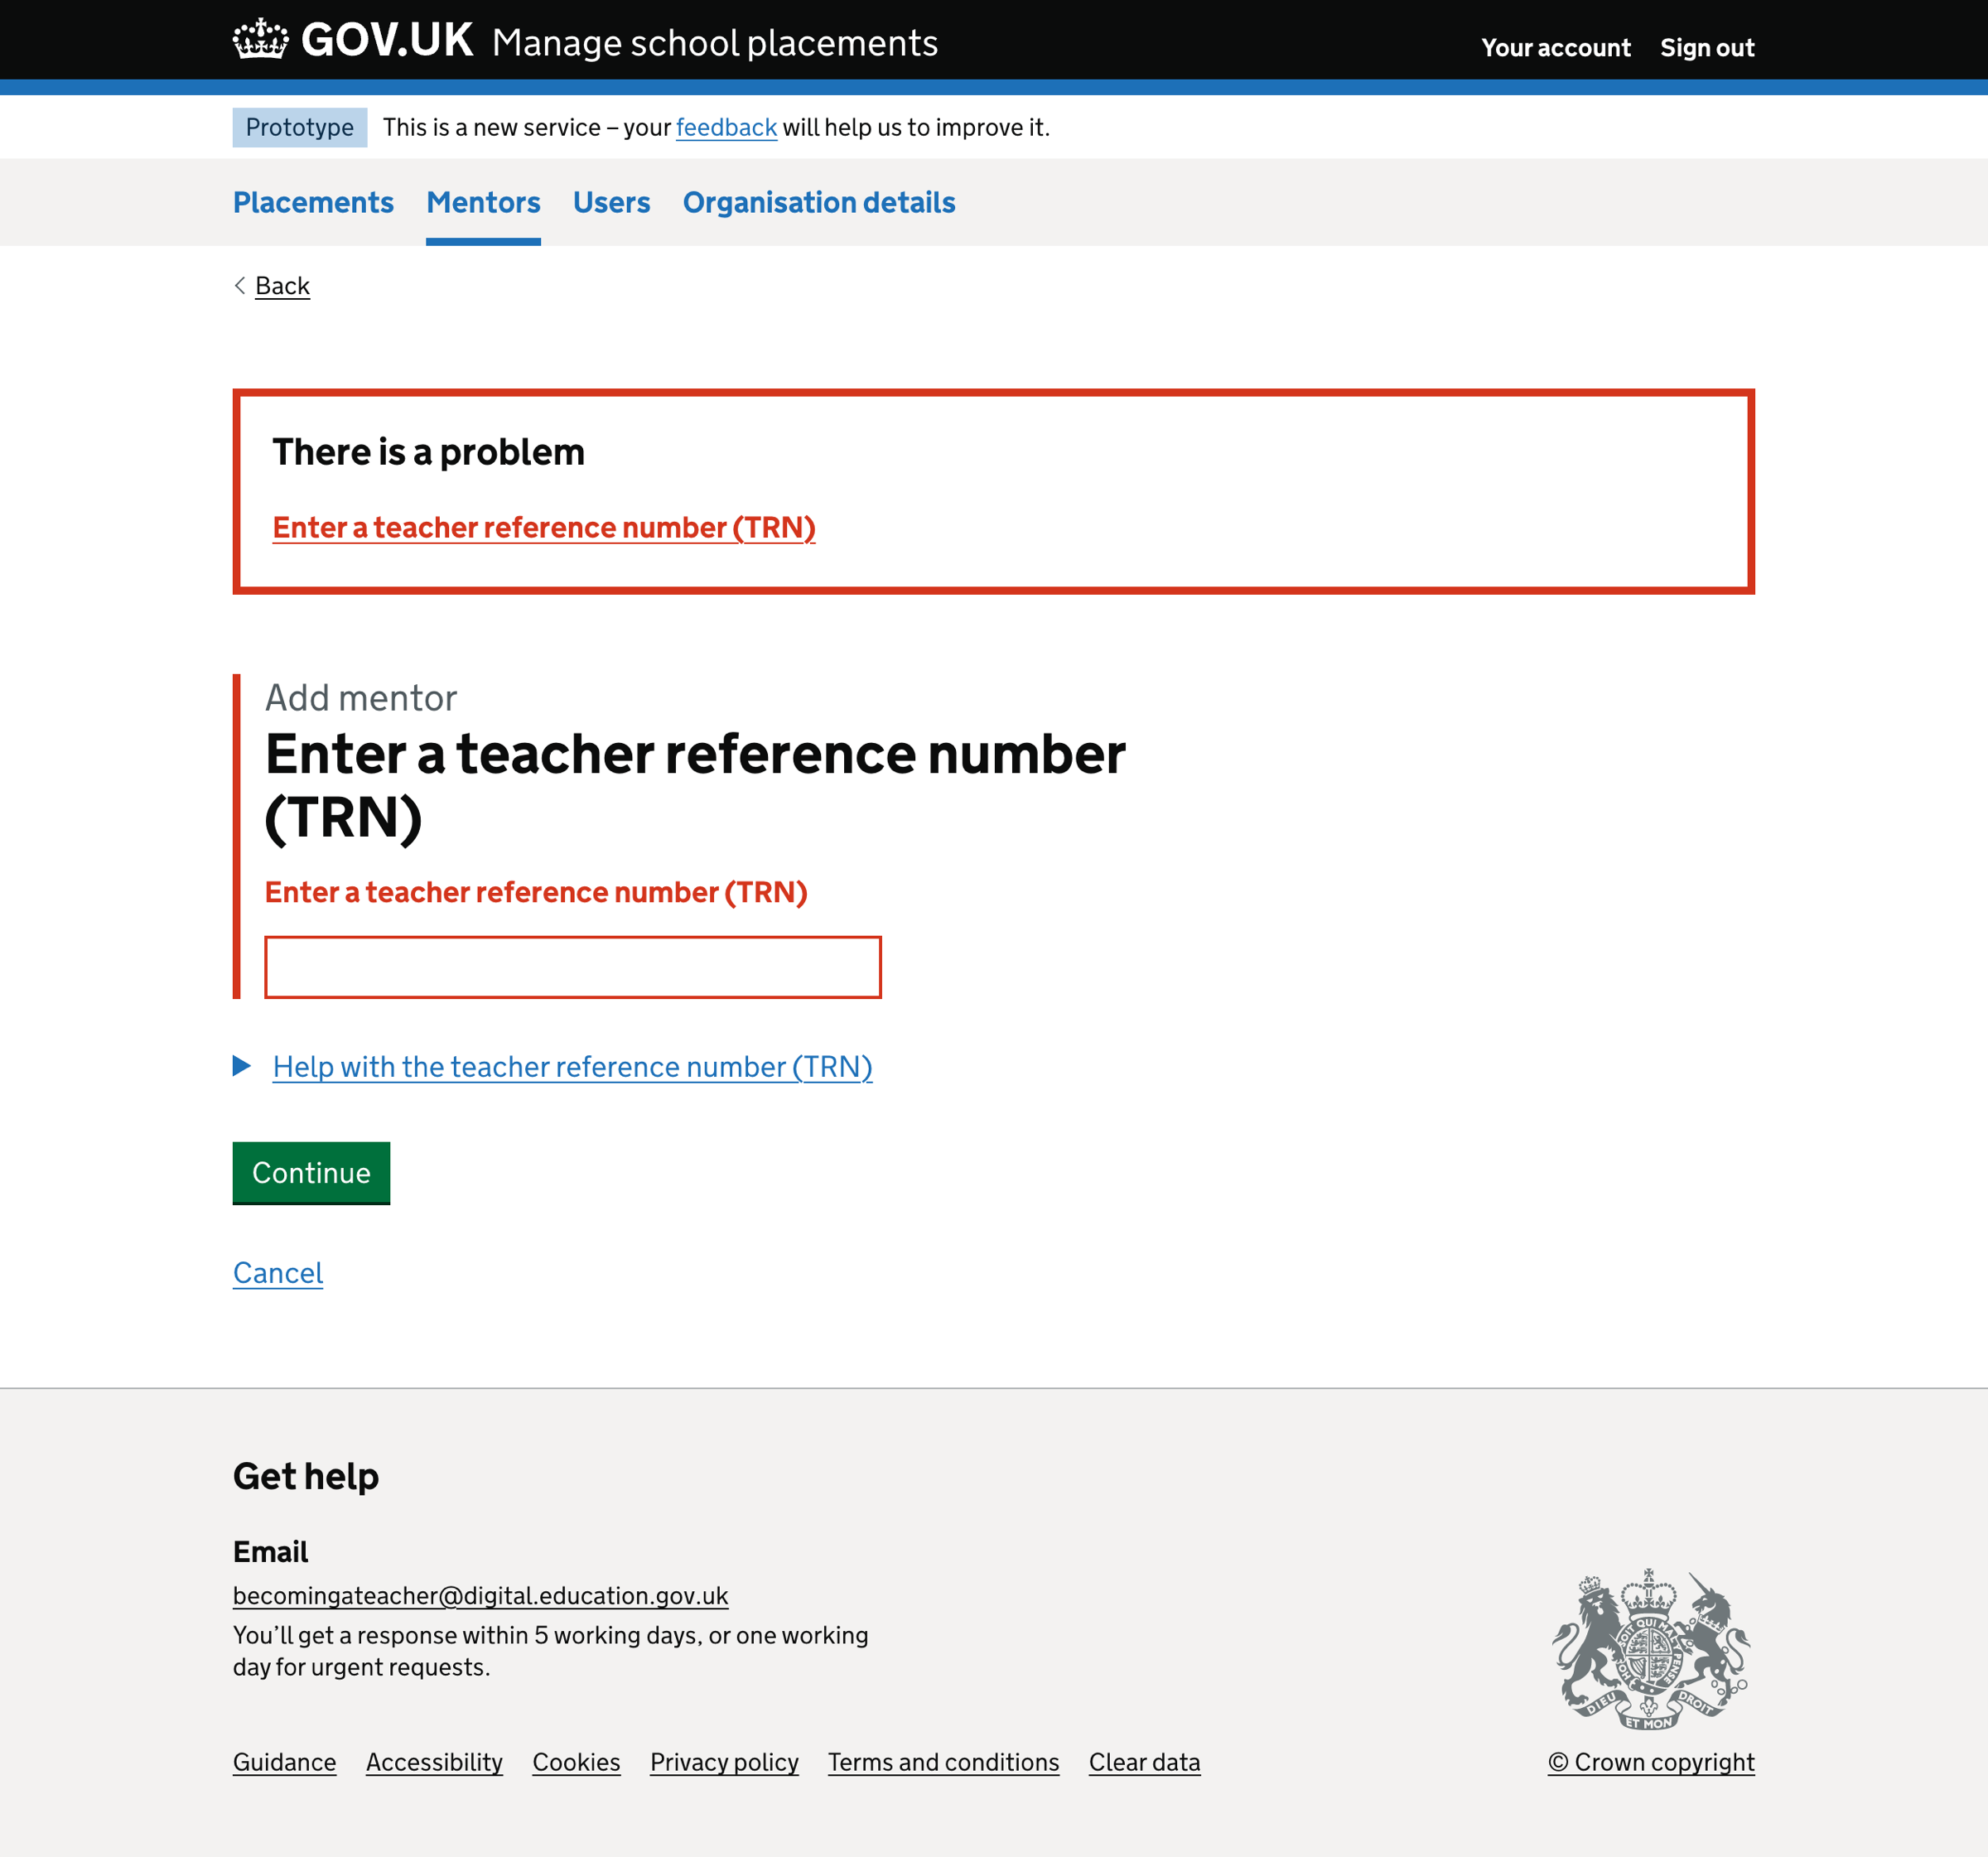 GOV.UK Manage school placements
Your account Sign out
Prototype This is a new service – your feedback will help us to improve it.
Placements Mentors Users Organisation details
Back
There is a problem
Enter a teacher reference number (TRN)
Add mentor
Enter a teacher reference number
(TRN)
Enter a teacher reference number (TRN)
Help with the teacher reference number (TRN)
Continue
Cancel
Get help
Email
becomingateacher@digital.education.gov.uk
You’ll get a response within 5 working days, or one working
day for urgent requests.
DIEU ET MON DROIT
Guidance Accessibility Cookies Privacy policy Terms and conditions Clear data
© Crown copyright